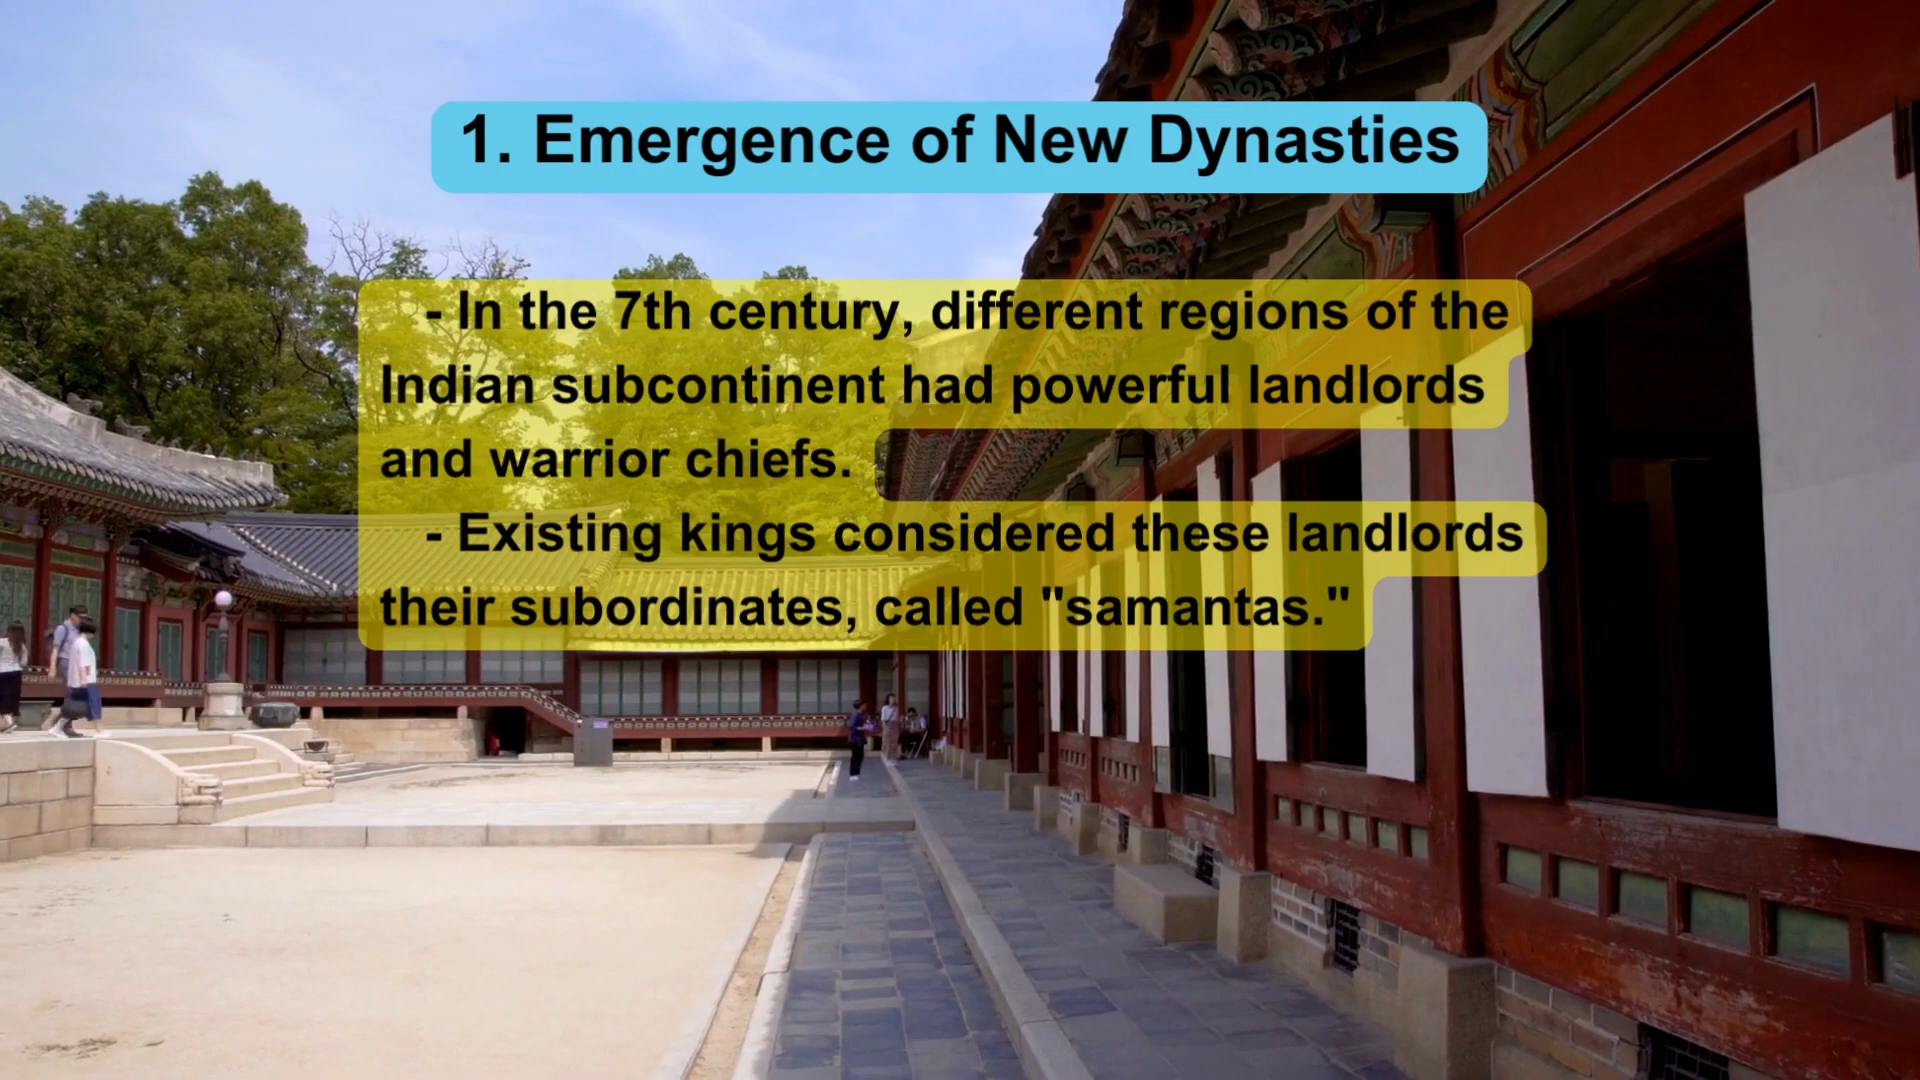 1. Emergence of New Dynasties
- In the 7th century, different regions of the
Indian subcontinent had powerful landlords
and warrior chiefs.
- Existing kings considered these landlords
their subordinates, called "samantas."